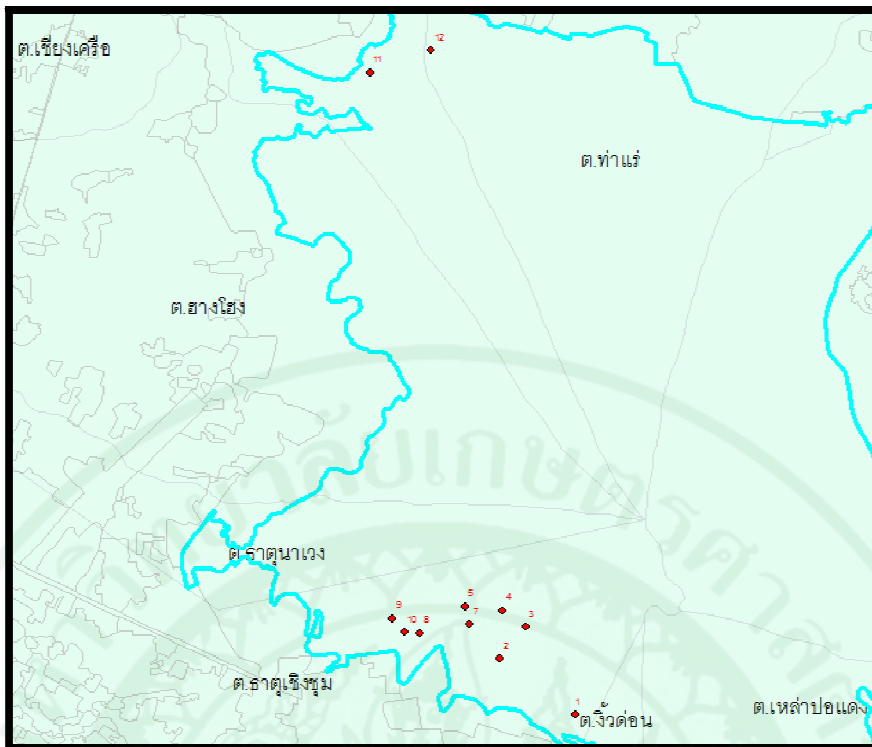 12
ต.เชียงเครือ
11
ต.ท่าแร่
ต.ฮางโฮง
ต.ธาตุนาเวง
5
4
9
7
3
10
8
2
ต.ธาตุเชิงชุม
1
ต.งิ้วด่อน
ต.เหล่าปอแดง